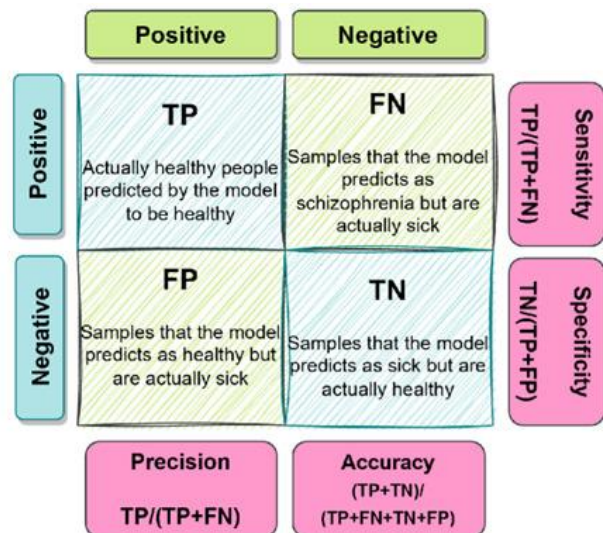 Positive
Negative
Positive
TP
Actually healthy people
predicted by the model
to be healthy
FN
Samples that the model
predicts as
schizophrenia but are
actually sick
Sensitivity
TP/(TP+FN)
Negative
FP
Samples that the model
predicts as healthy but
are actually sick
TN
Samples that the model
predicts as sick but are
actually healthy
Specificity
TN/(TP+FP)
Precision
TP/(TP+FN)
Accuracy
(TP+TN)/
(TP+FN+TN+FP)